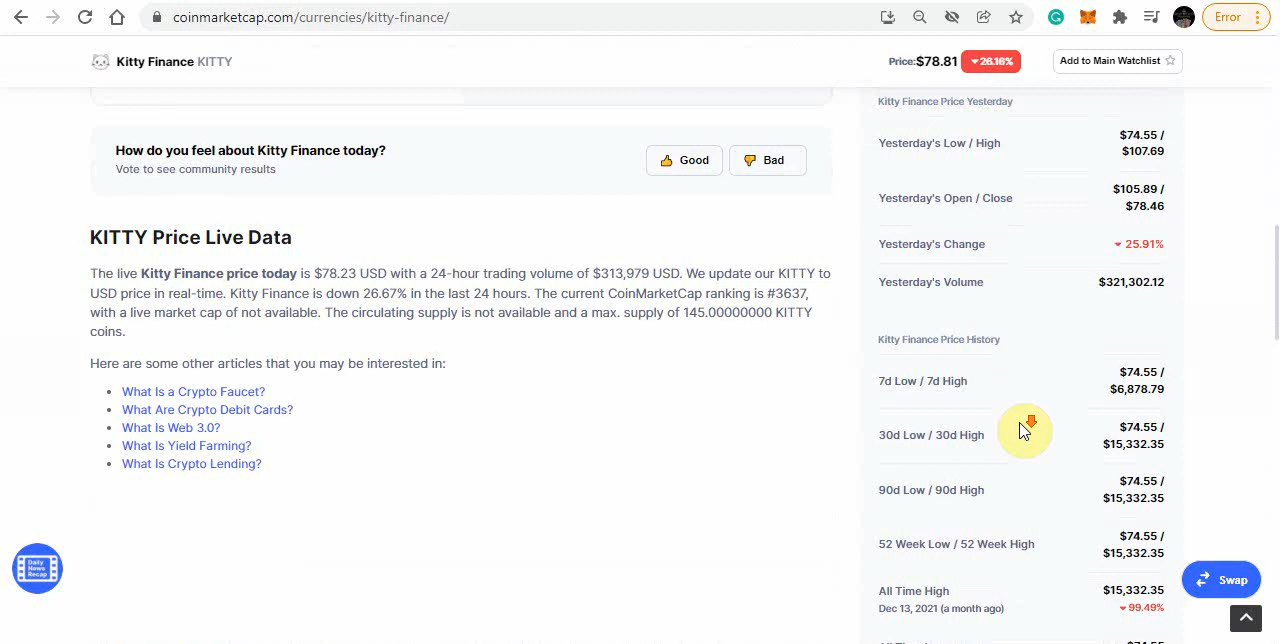 coinmarketcap.com/currencies/kitty-finance/
Error
Kitty Finance KITTY
Price:$78.81 26.16%
Add to Main Watchlist
How do you feel about Kitty Finance today?
Vote to see community results
Good
Bad
KITTY Price Live Data
The live Kitty Finance price today is $78.23 USD with a 24-hour trading volume of $313,979 USD. We update our KITTY to
USD price in real-time. Kitty Finance is down 26.67% in the last 24 hours. The current CoinMarketCap ranking is #3637,
with a live market cap of not available. The circulating supply is not available and a max. supply of 145.00000000 KITTY
coins.
Here are some other articles that you may be interested in:
What Is a Crypto Faucet?
What Are Crypto Debit Cards?
What Is Web 3.0?
What Is Yield Farming?
What Is Crypto Lending?
Daily
News
Recap
Kitty Finance Price Yesterday
Yesterday's Low / High
$74.55 /
$107.69
Yesterday's Open / Close
$105.89 /
$78.46
Yesterday's Change
25.91%
Yesterday's Volume
$321,302.12
Kitty Finance Price History
7d Low / 7d High
$74.55 /
$6,878.79
30d Low / 30d High
$74.55 /
$15,332.35
90d Low / 90d High
$74.55 /
$15,332.35
52 Week Low / 52 Week High
$74.55 /
$15,332.35
All Time High
Dec 13, 2021 (a month ago)
$15,332.35
99.49%
Swap